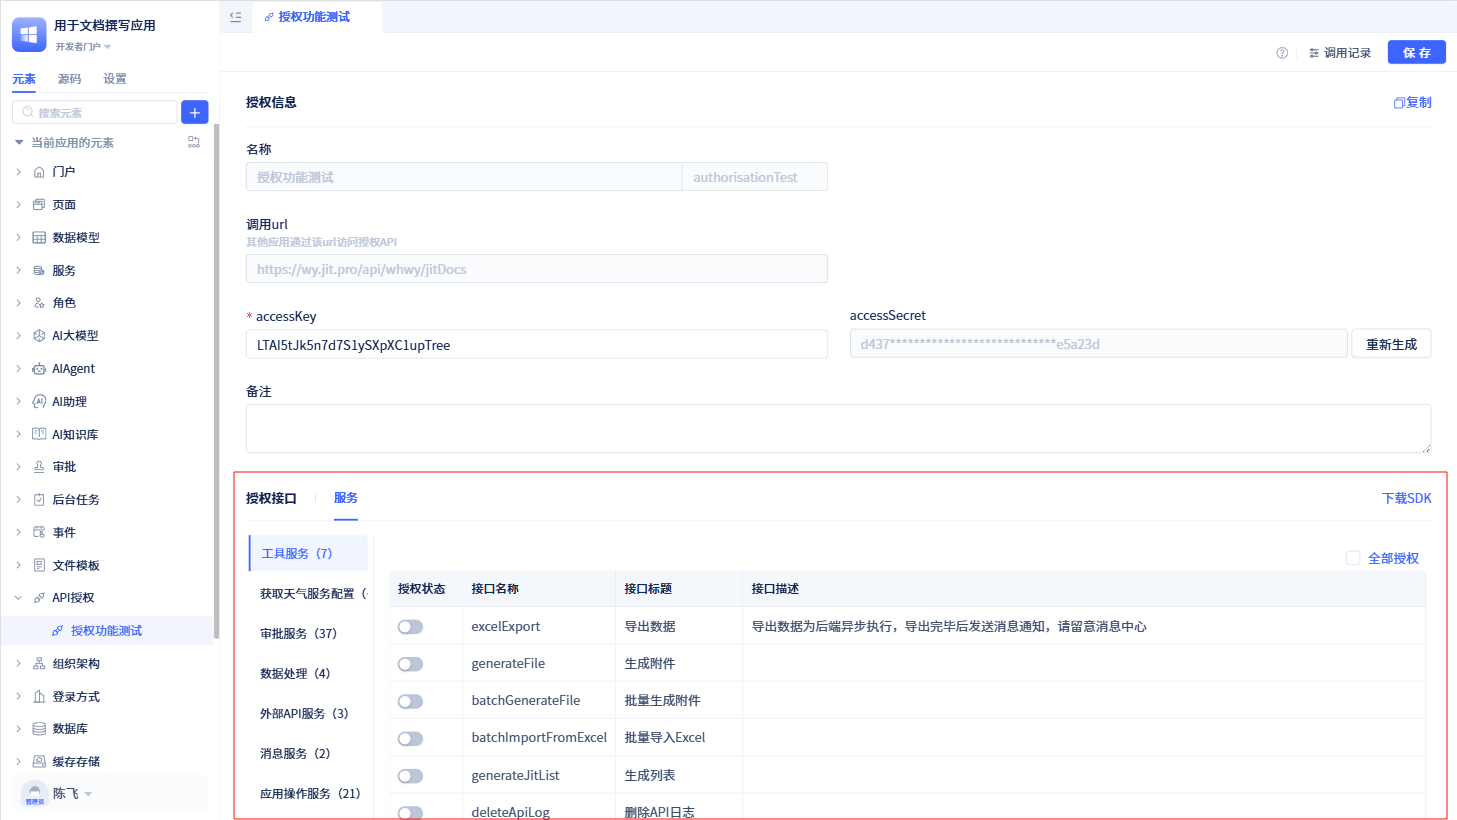 用于文档撰写应用
开发者门户
元素 源码 设置
搜索元素
当前应用的元素
门户
页面
数据模型
服务
角色
AI大模型
AIAgent
AI助理
AI知识库
审批
后台任务
事件
文件模板
API授权
授权功能测试
组织架构
登录方式
数据库
缓存存储
陈飞
管理员
授权功能测试
调用记录
保存
授权信息
复制
名称
授权功能测试 authorisationTest
调用url
其他应用通过该url访问授权API
https://wy.jit.pro/api/whwy/jitDocs
* accessKey
LTAI5tJk5n7d7S1ySXpXC1upTree
accessSecret
d437****************************e5a23d
重新生成
备注
授权接口 服务
下载SDK
工具服务（7）
获取天气服务配置（
审批服务（37）
数据处理（4）
外部API服务（3）
消息服务（2）
应用操作服务（21）
全部授权
授权状态 接口名称 接口标题 接口描述
excelExport 导出数据 导出数据为后端异步执行，导出完毕后发送消息通知，请留意消息中心
generateFile 生成附件
batchGenerateFile 批量生成附件
batchImportFromExcel 批量导入Excel
generateJitList 生成列表
deleteApiLog 删除API日志